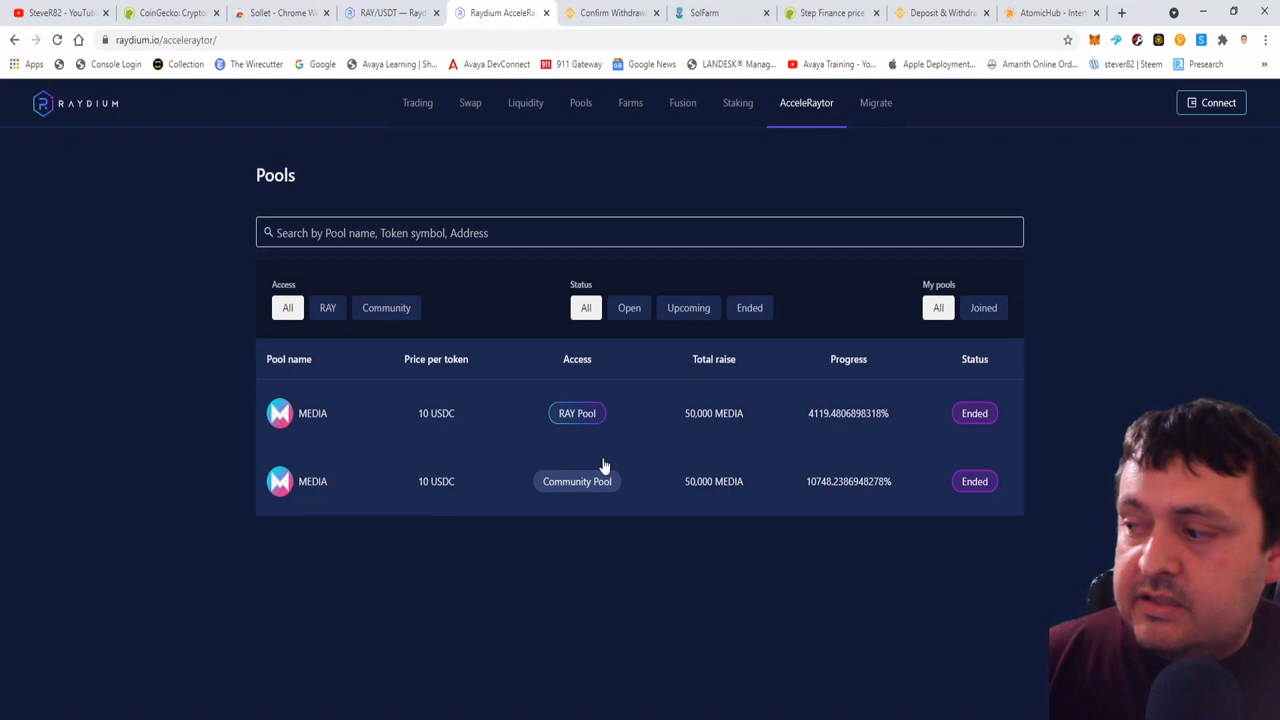 SteveR82 - YouTub
CoinGecko: Crypto
Sollet - Chrome We
RAY/USDT — Rayd
Raydium AcceleRa
Confirm Withdraw
SolFarm
Step Finance price
Deposit & Withdra
AtomicHub - Inter
raydium.io/acceleraytor/
Apps
Console Login
Collection
The Wirecutter
Google
Avaya Learning | Sh...
Avaya DevConnect
911 Gateway
Google News
LANDESK® Manag...
Avaya Training - Yo...
Apple Deployment...
Amarith Online Ord...
stever82 | Steem
Presearch
RAYDIUM
Trading
Swap
Liquidity
Pools
Farms
Fusion
Staking
AcceleRaytor
Migrate
Connect
Pools
Search by Pool name, Token symbol, Address
Access
Status
My pools
All
RAY
Community
All
Open
Upcoming
Ended
All
Joined
Pool name
Price per token
Access
Total raise
Progress
Status
MEDIA
10 USDC
RAY Pool
50,000 MEDIA
4119.4806898318%
Ended
MEDIA
10 USDC
Community Pool
50,000 MEDIA
10748.2386948278%
Ended